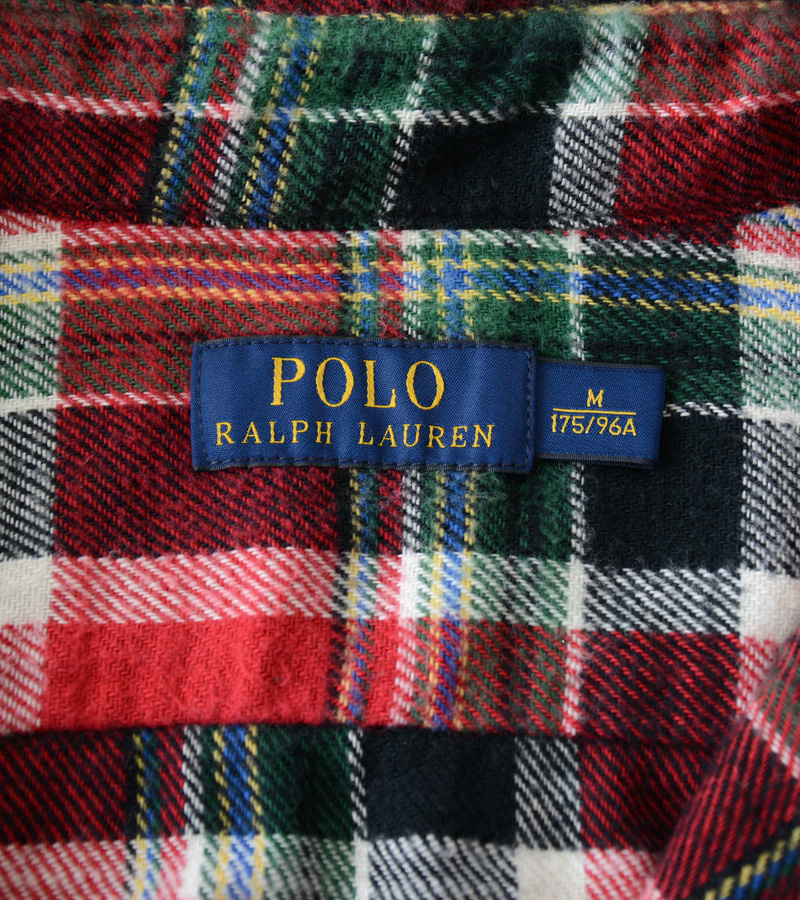 POLO
RALPH LAUREN
M
175/96A